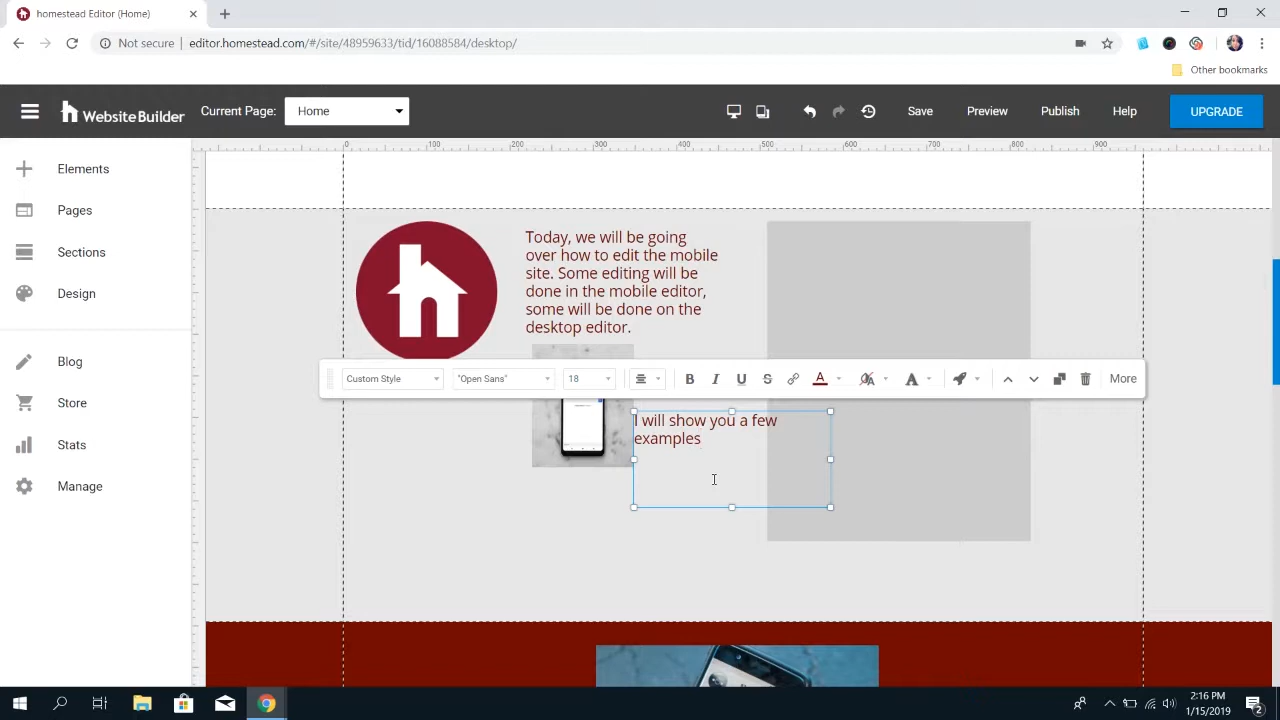 homestead Editor (Home)
Not secure
editor.homestead.com/#/site/48959633/tid/16088584/desktop/
Other bookmarks
WebsiteBuilder
Current Page:
Home
Save
Preview
Publish
Help
UPGRADE
0
100
200
300
400
500
600
700
800
900
Elements
Pages
Sections
Design
Blog
Store
Stats
Manage
Today, we will be going
over how to edit the mobile
site. Some editing will be
done in the mobile editor,
some will be done on the
desktop editor.
Custom Style
"Open Sans"
18
B
I
U
S
A
A
More
I will show you a few
examples
2:16 PM
1/15/2019
2